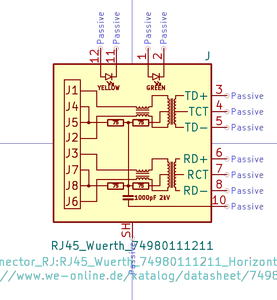 Passive Passive Passive Passive
12 11 1 2
J
YELLOW GREEN
J1
J4
J5
J2
J3
J7
J8
J6
TD+ 3 Passive
TCT 4 Passive
TD- 5 Passive
RD+ 6 Passive
RCT 7 Passive
RD- 8 Passive
10 Passive
1000pF 2kV
SH
Passive
RJ45_Wuerth_74980111211
nector_RJ:RJ45_Wuerth_74980111211_Horizont
//www.we-online.de/katalog/datasheet/7498